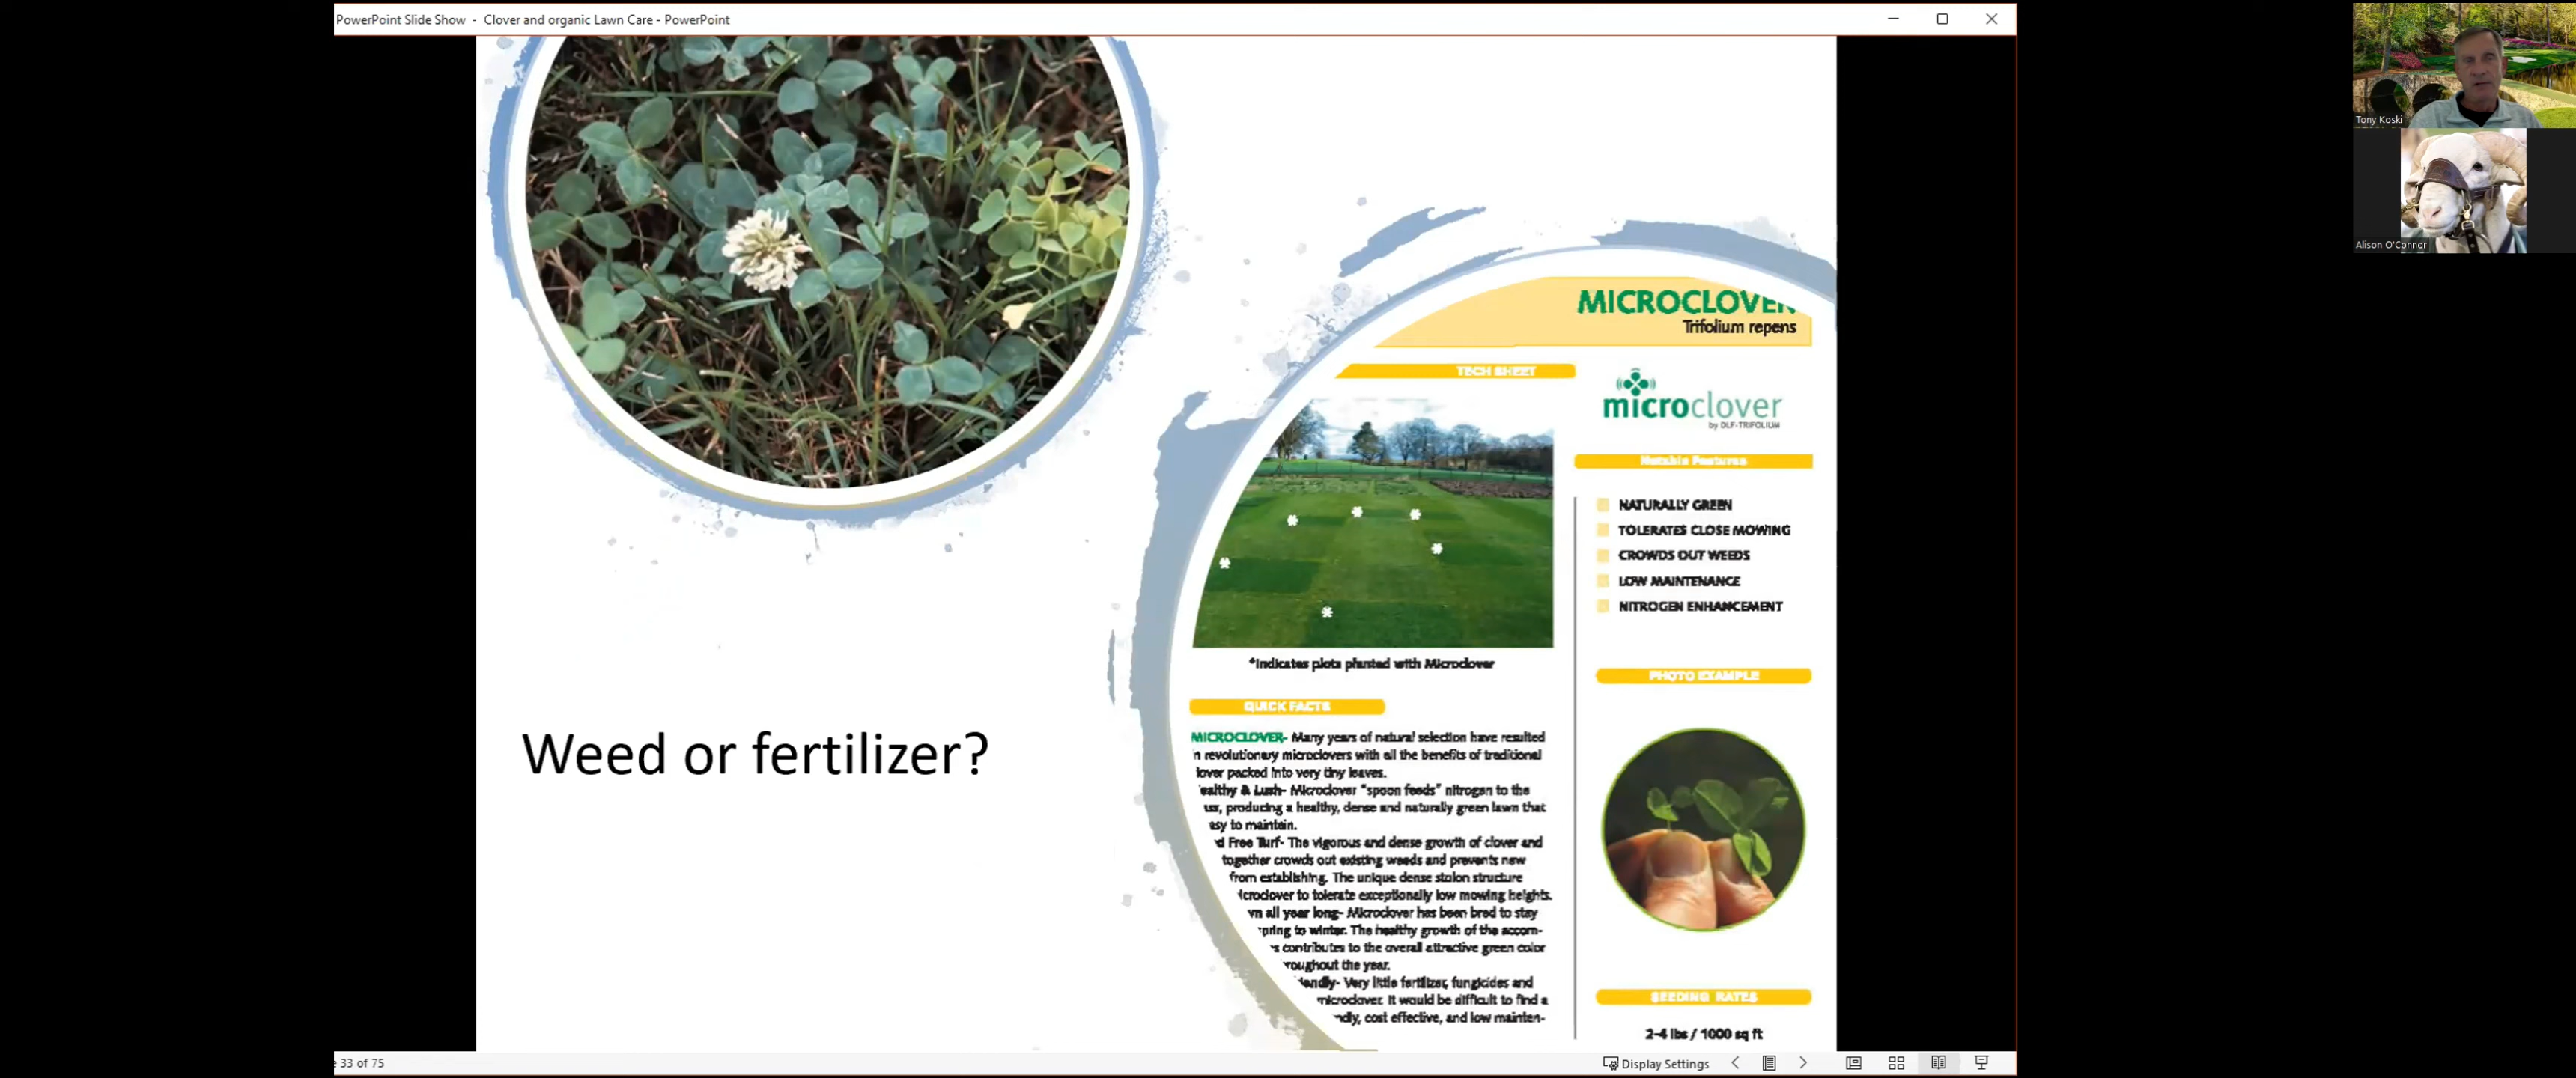 PowerPoint Slide Show - Clover and organic Lawn Care - PowerPoint
Tony Koski
Alison O'Connor
MICROCLOVER
Trifolium repens
TECH SHEET
microclover
by DLF-TRIFOLIUM
Notable Features
NATURALLY GREEN
TOLERATES CLOSE MOWING
CROWDS OUT WEEDS
LOW MAINTENANCE
NITROGEN ENHANCEMENT
*Indicates plots planted with Microclover
PHOTO EXAMPLE
QUICK FACTS
MICROCLOVER- Many years of natural selection have resulted
n revolutionary microclovers with all the benefits of traditional
lover packed into very tiny leaves.
ealthy & Lush- Microclover "spoon feeds" nitrogen to the
ss, producing a healthy, dense and naturally green lawn that
asy to maintain.
d Free Turf- The vigorous and dense growth of clover and
together crowds out existing weeds and prevents new
from establishing. The unique dense stolon structure
icroclover to tolerate exceptionally low mowing heights.
vn all year long- Microclover has been bred to stay
pring to winter. The healthy growth of the accom-
s contributes to the overall attractive green color
roughout the year.
iendly- Very little fertilizer, fungicides and
microclover. It would be difficult to find a
ndly, cost effective, and low mainten-
SEEDING RATES
2-4 lbs / 1000 sq ft
Weed or fertilizer?
e 33 of 75
Display Settings